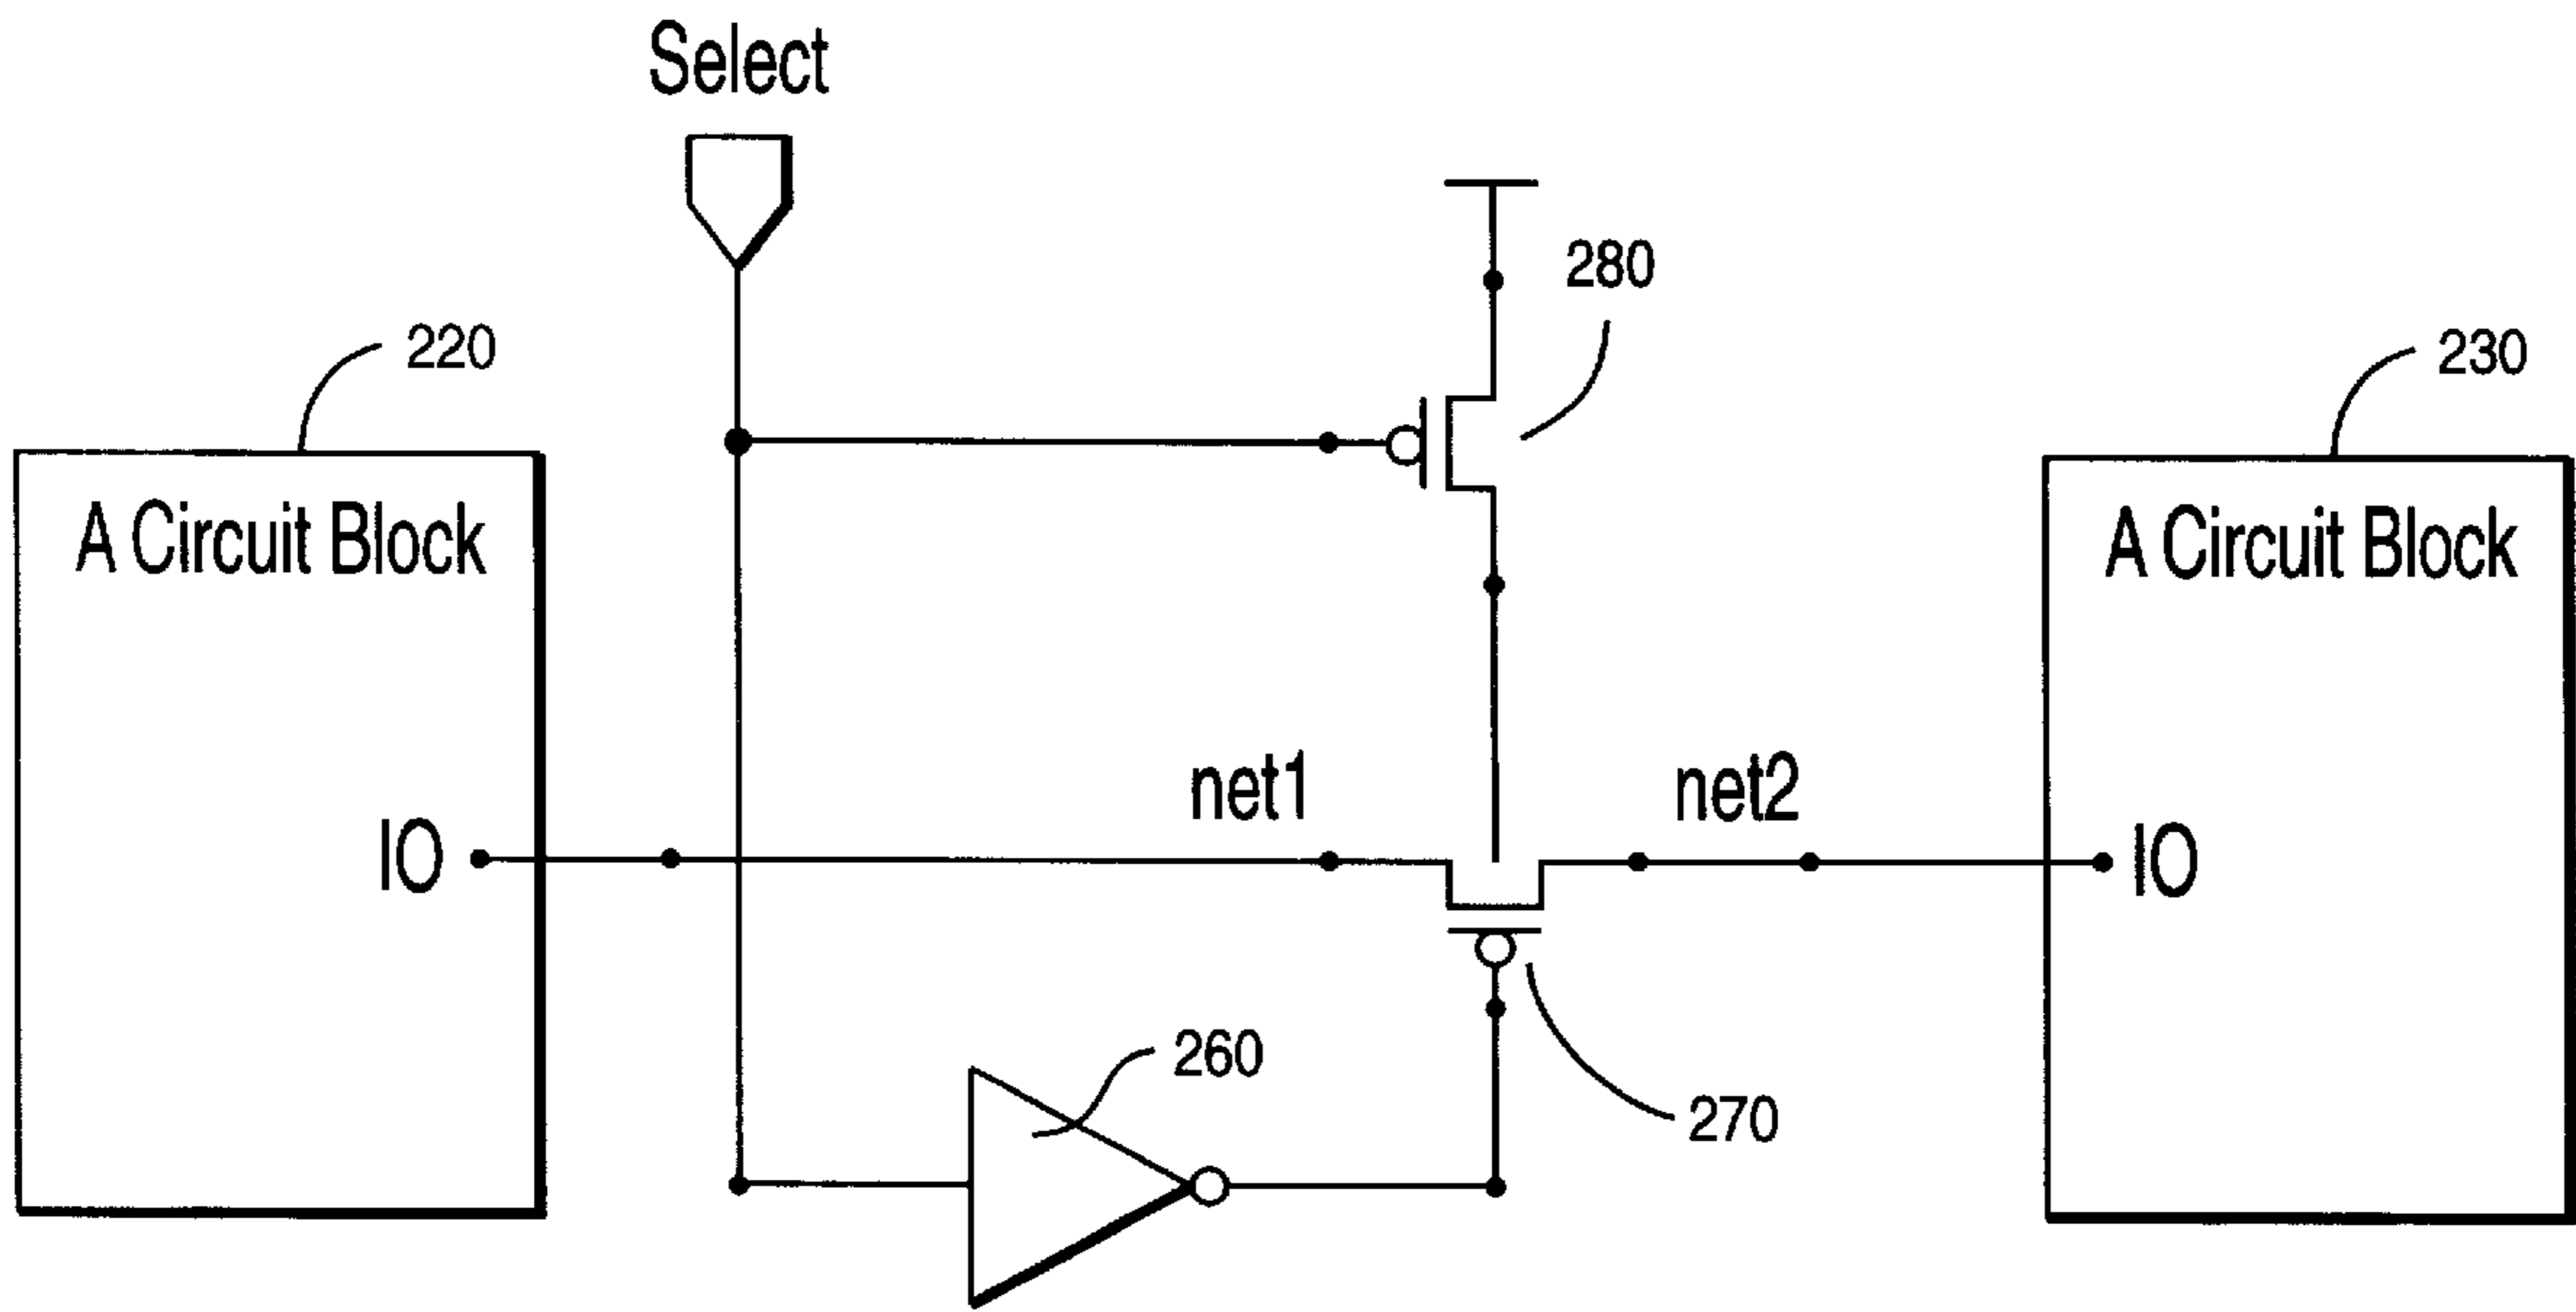 Select
280
220
230
A Circuit Block
A Circuit Block
net1
net2
IO
IO
260
270